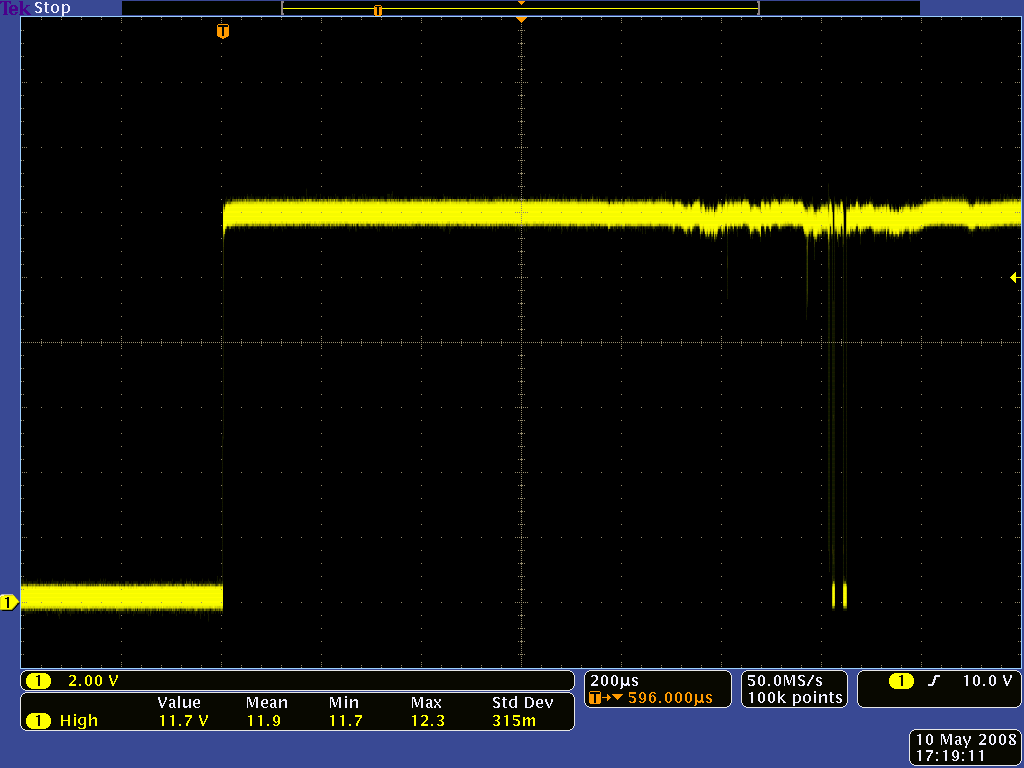 Tek Stop
T
T
1
1 2.00 V
Value Mean Min Max Std Dev
1 High 11.7 V 11.9 11.7 12.3 315m
200µs
T→▼ 596.000µs
50.0MS/s
100k points
1 10.0 V
10 May 2008
17:19:11